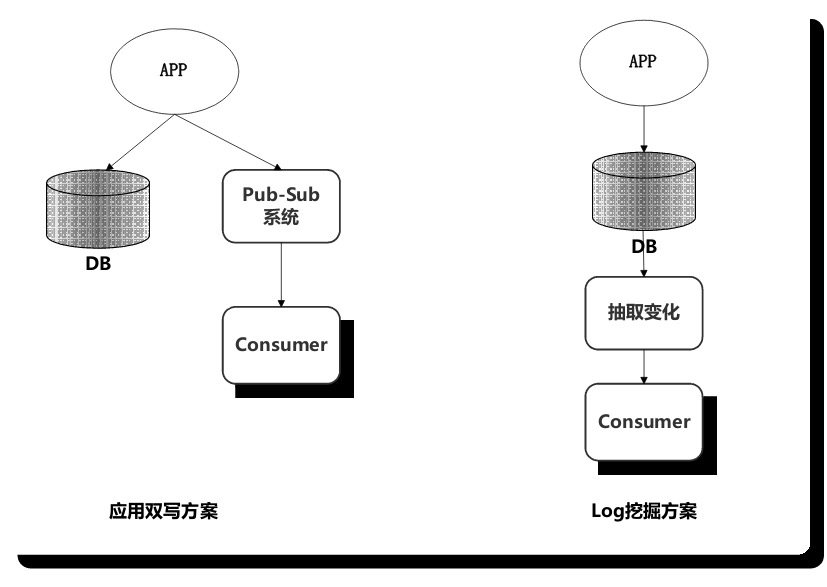 APP
DB
Pub-Sub
系统
Consumer
应用双写方案
APP
DB
抽取变化
Consumer
Log挖掘方案